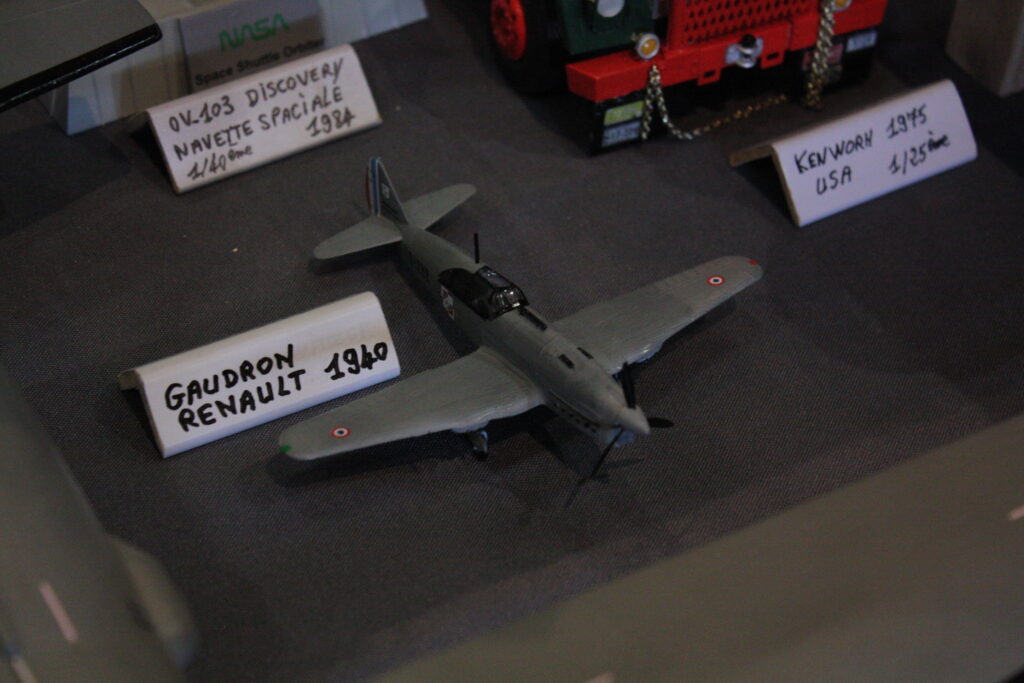 NASA
Space Shuttle Orbiter
OV.103 DISCOVERY
NAVETTE SPACIALE
1984
1/40ème
KENWORH 1975
USA 1/25ème
GAUDRON
RENAULT 1940